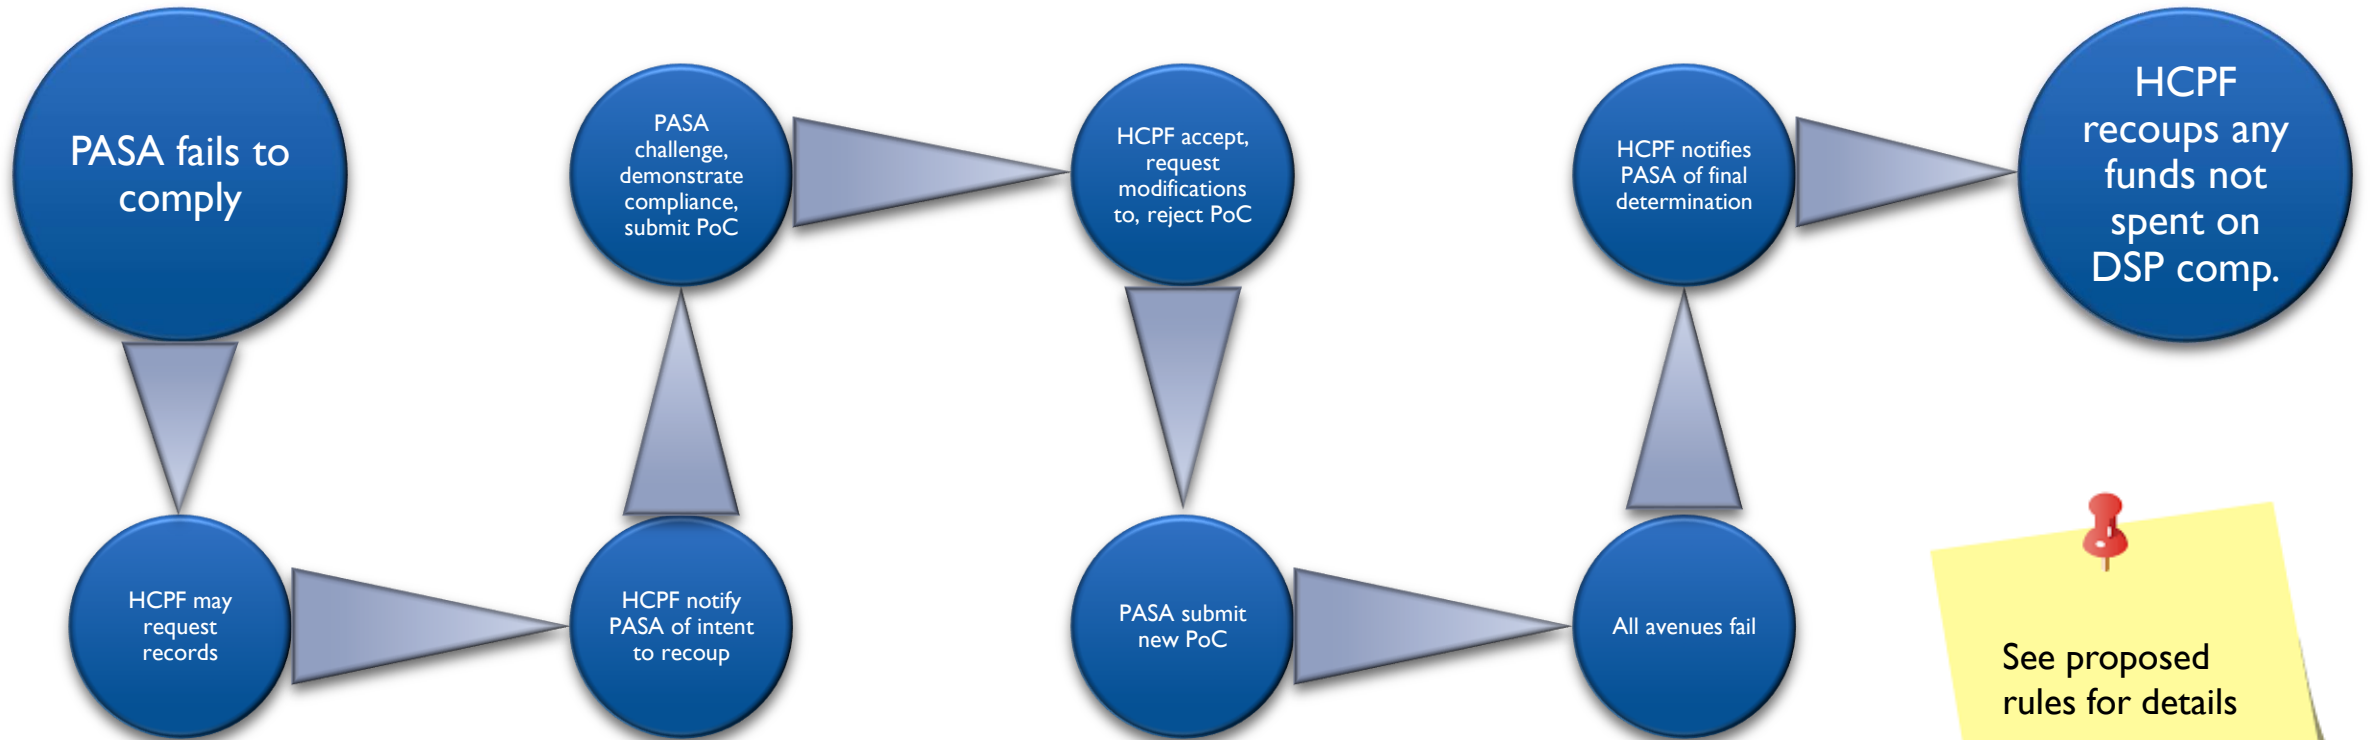 PASA fails to
comply
HCPF may
request
records
HCPF notify
PASA of intent
to recoup
PASA
challenge,
demonstrate
compliance,
submit PoC
HCPF accept,
request
modifications
to, reject PoC
PASA submit
new PoC
All avenues fail
HCPF notifies
PASA of final
determination
HCPF
recoups any
funds not
spent on
DSP comp.
See proposed
rules for details